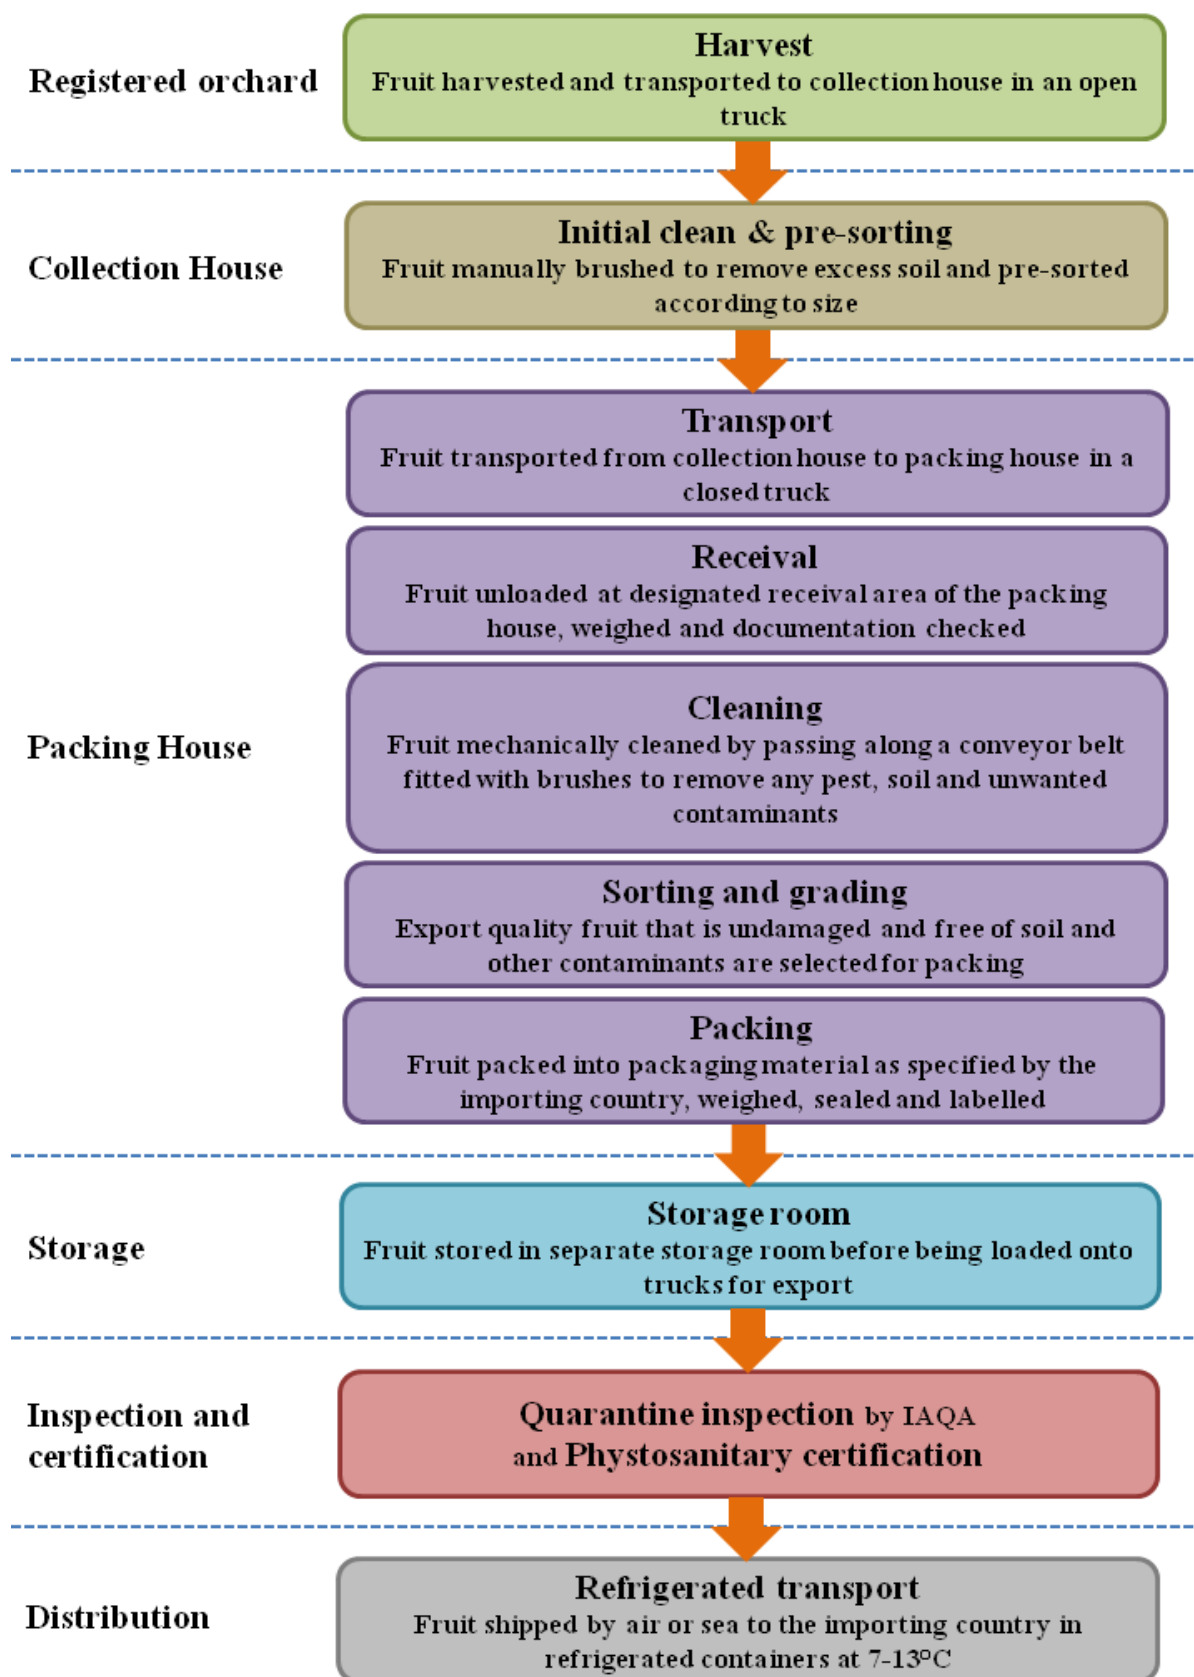 Registered orchard
Harvest
Fruit harvested and transported to collection house in an open
truck
Collection House
Initial clean & pre-sorting
Fruit manually brushed to remove excess soil and pre-sorted
according to size
Packing House
Transport
Fruit transported from collection house to packing house in a
closed truck
Receival
Fruit unloaded at designated receival area of the packing
house, weighed and documentation checked
Cleaning
Fruit mechanically cleaned by passing along a conveyor belt
fitted with brushes to remove any pest, soil and unwanted
contaminants
Sorting and grading
Export quality fruit that is undamaged and free of soil and
other contaminants are selected for packing
Packing
Fruit packed into packaging material as specified by the
importing country, weighed, sealed and labelled
Storage
Storage room
Fruit stored in separate storage room before being loaded onto
trucks for export
Inspection and
certification
Quarantine inspection by IAQA
and Phystosanitary certification
Distribution
Refrigerated transport
Fruit shipped by air or sea to the importing country in
refrigerated containers at 7-13ºC